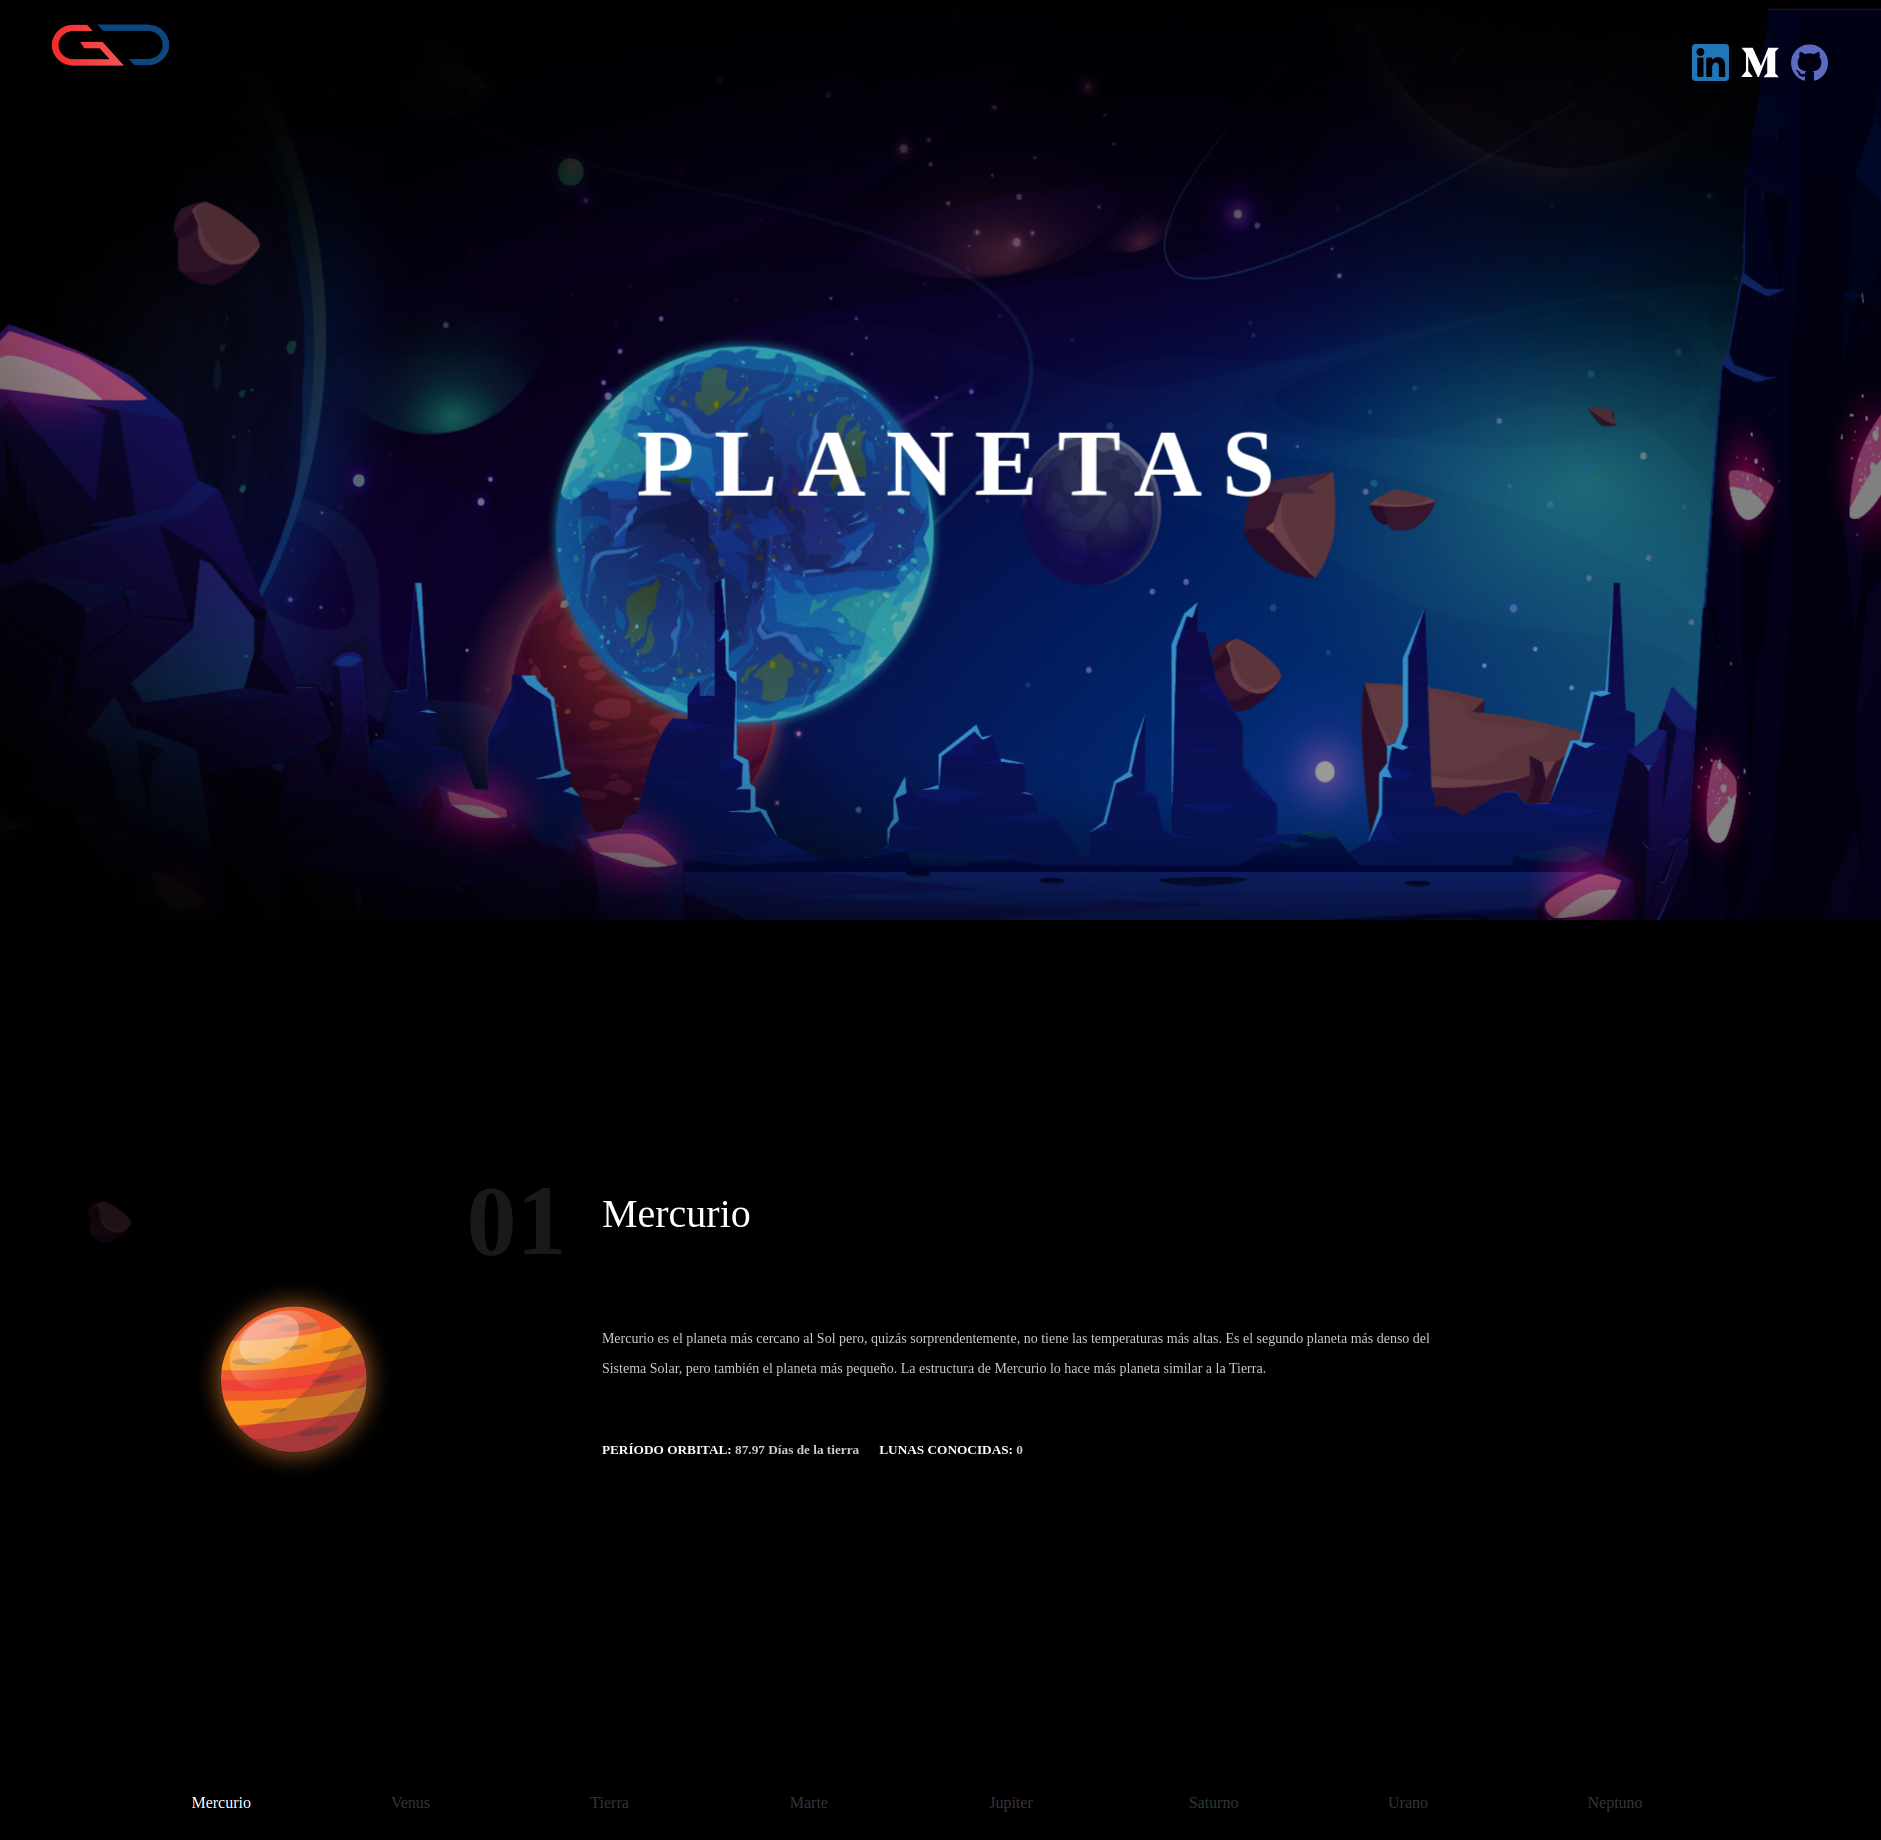 PLANETAS
01
Mercurio
Mercurio es el planeta más cercano al Sol pero, quizás sorprendentemente, no tiene las temperaturas más altas. Es el segundo planeta más denso del
Sistema Solar, pero también el planeta más pequeño. La estructura de Mercurio lo hace más planeta similar a la Tierra.
PERÍODO ORBITAL: 87.97 Días de la tierra LUNAS CONOCIDAS: 0
Mercurio Venus Tierra Marte Jupiter Saturno Urano Neptuno